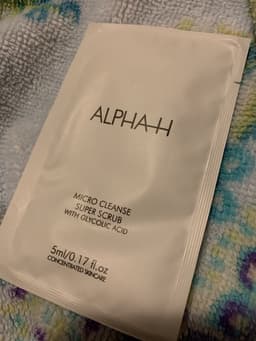 ALPHA-H
MICRO CLEANSE
SUPER SCRUB
WITH GLYCOLIC ACID
5ml/0.17 fl.oz
CONCENTRATED SKINCARE